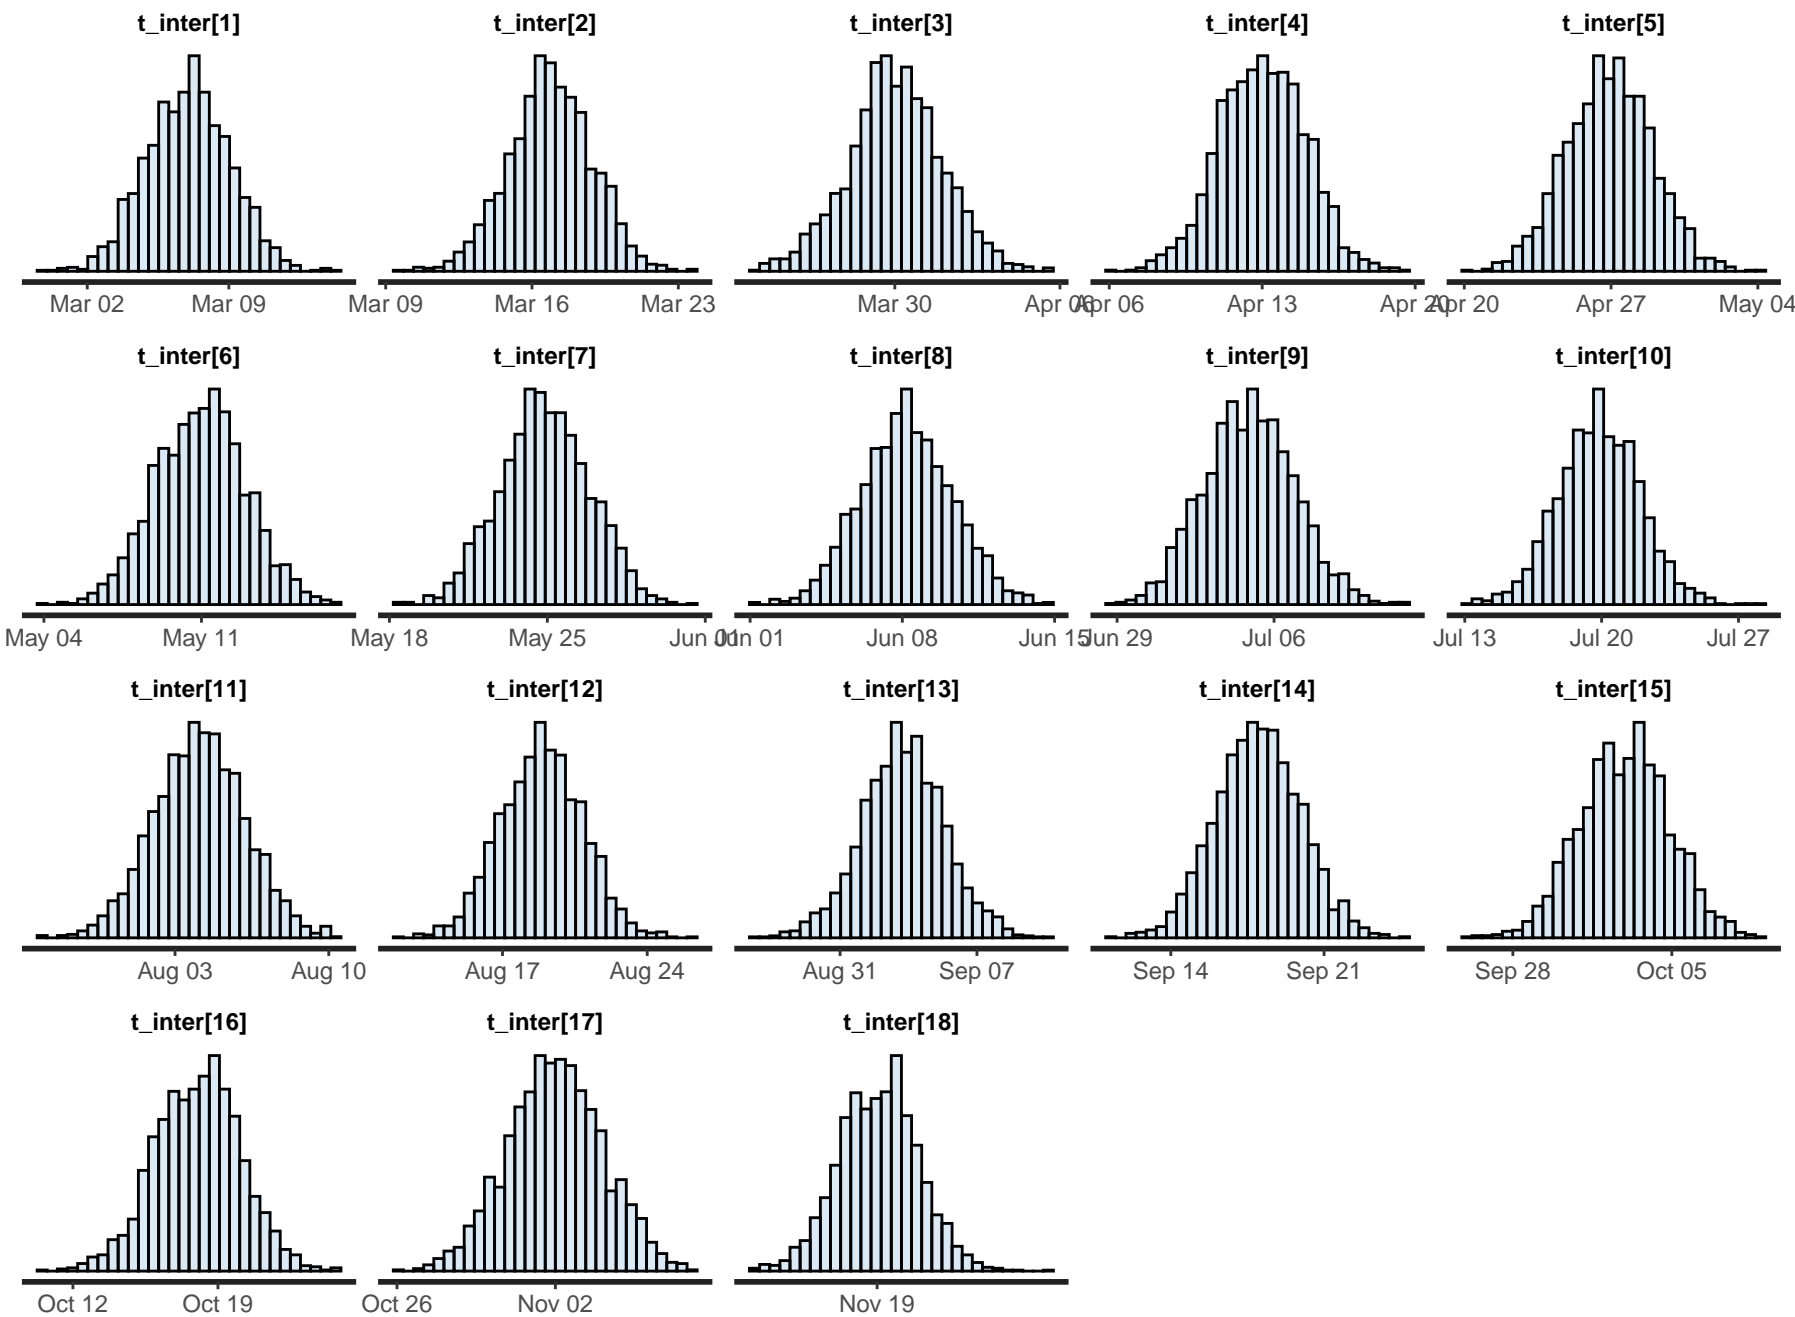 t_inter[1] t_inter[2] t_inter[3] t_inter[4] t_inter[5]
Mar 02 Mar 09 Mar 09 Mar 16 Mar 23 Mar 30 Apr 06 Apr 06 Apr 13 Apr 20 Apr 20 Apr 27 May 04
t_inter[6] t_inter[7] t_inter[8] t_inter[9] t_inter[10]
May 04 May 11 May 18 May 25 Jun 01 Jun 01 Jun 08 Jun 15 Jun 29 Jul 06 Jul 13 Jul 20 Jul 27
t_inter[11] t_inter[12] t_inter[13] t_inter[14] t_inter[15]
Aug 03 Aug 10 Aug 17 Aug 24 Aug 31 Sep 07 Sep 14 Sep 21 Sep 28 Oct 05
t_inter[16] t_inter[17] t_inter[18]
Oct 12 Oct 19 Oct 26 Nov 02 Nov 19